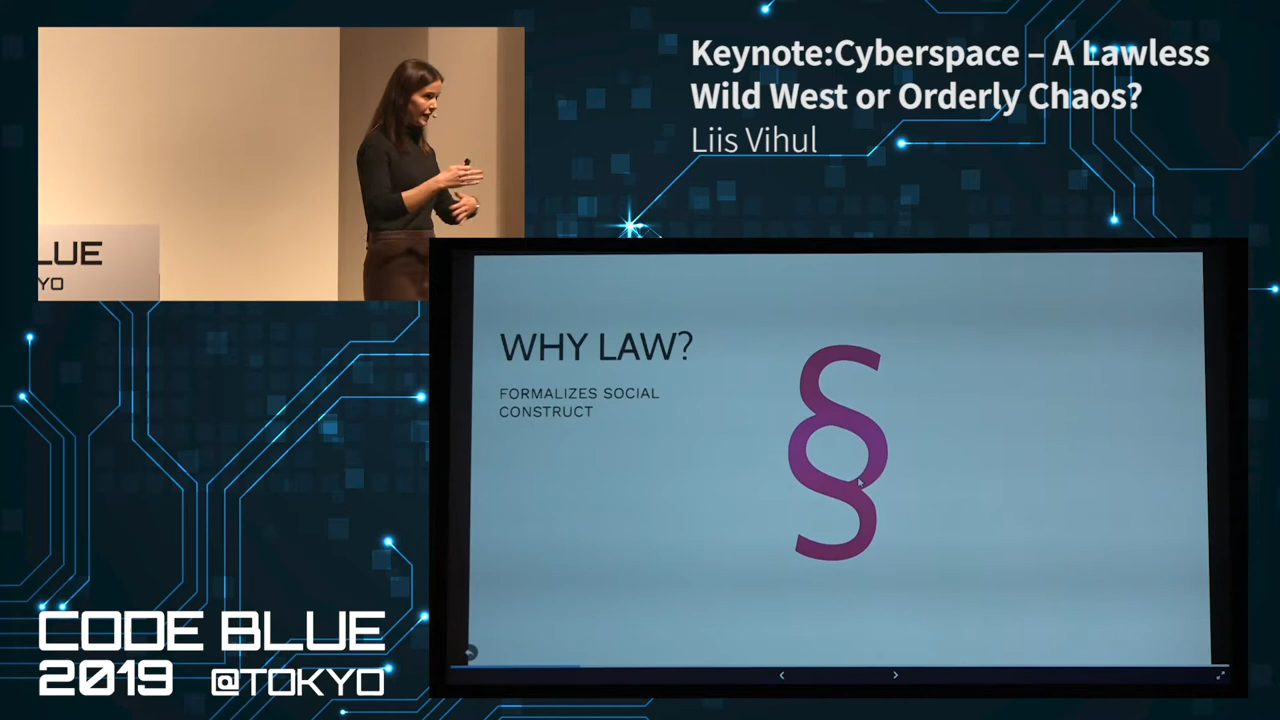 Keynote:Cyberspace – A Lawless
Wild West or Orderly Chaos?
Liis Vihul
LUE
YO
WHY LAW?
FORMALIZES SOCIAL
CONSTRUCT
§
CODE BLUE
2019 @TOKYO